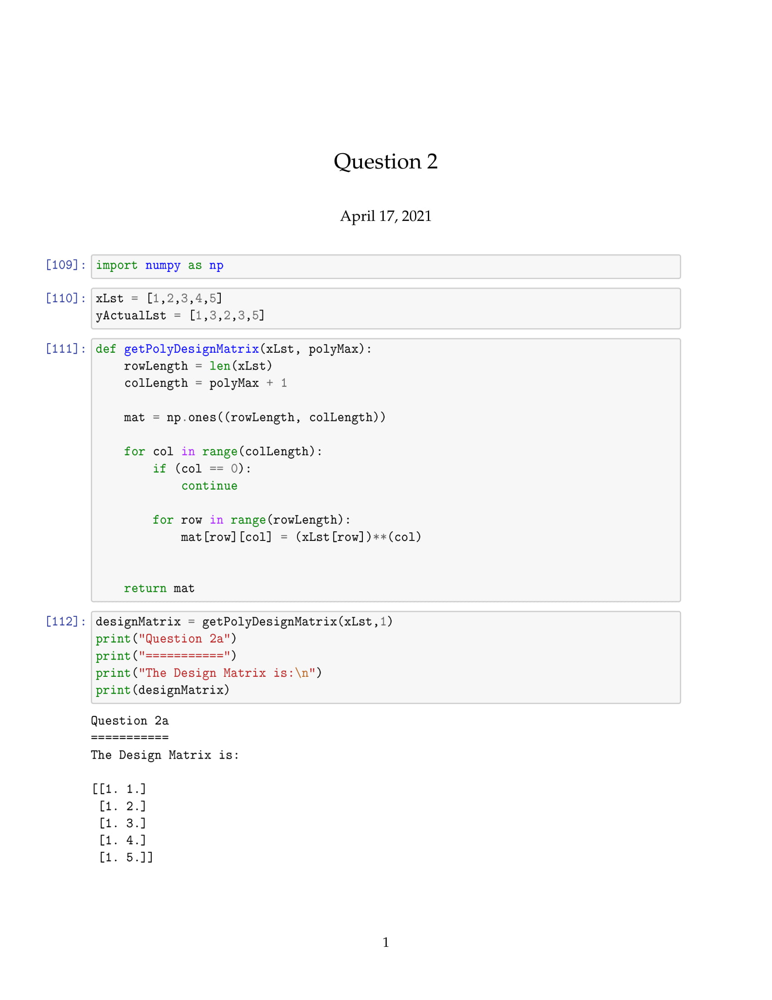 Question 2
April 17, 2021
[109]: import numpy as np
[110]: xLst = [1,2,3,4,5]
yActualLst = [1,3,2,3,5]
[111]: def getPolyDesignMatrix(xLst, polyMax):
    rowLength = len(xLst)
    colLength = polyMax + 1
    mat = np.ones((rowLength, colLength))
    for col in range(colLength):
        if (col == 0):
            continue
        for row in range(rowLength):
            mat[row][col] = (xLst[row])**(col)
    return mat
[112]: designMatrix = getPolyDesignMatrix(xLst,1)
print("Question 2a")
print("===========")
print("The Design Matrix is:\n")
print(designMatrix)
Question 2a
===========
The Design Matrix is:
[[1. 1.]
 [1. 2.]
 [1. 3.]
 [1. 4.]
 [1. 5.]]
1